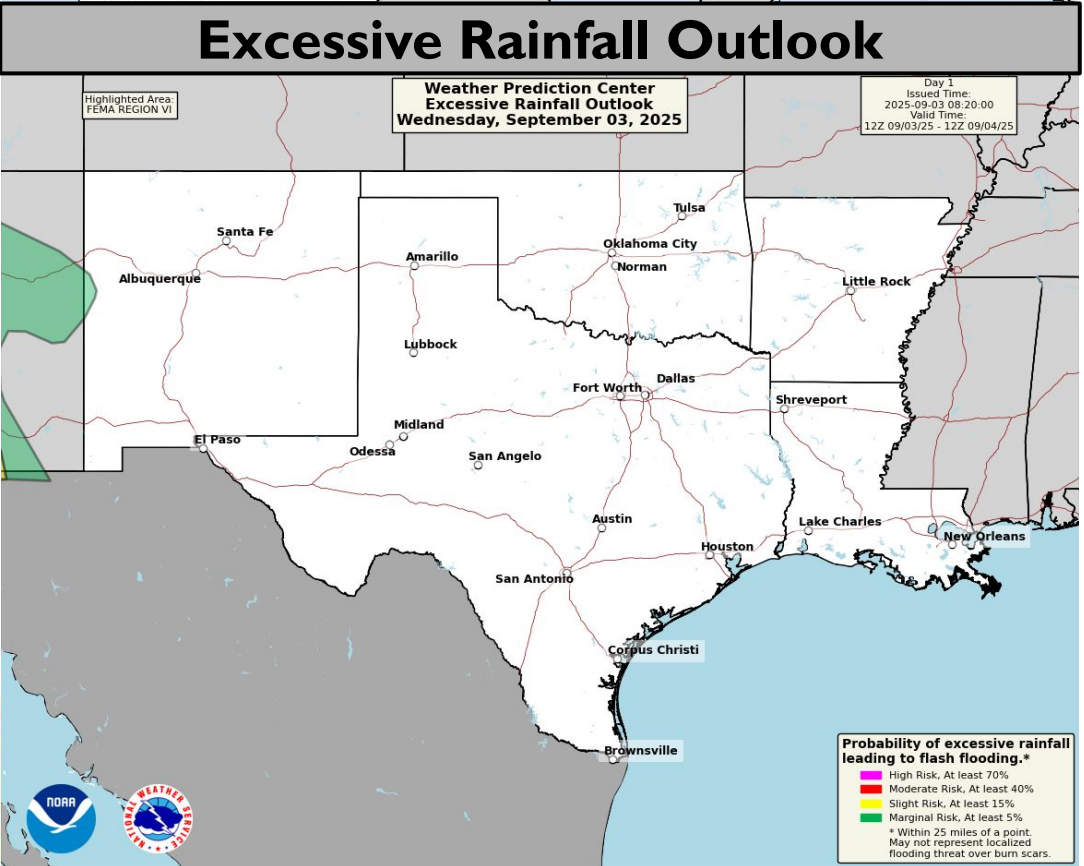 Excessive Rainfall Outlook
Highlighted Area:
FEMA REGION VI
Weather Prediction Center
Excessive Rainfall Outlook
Wednesday, September 03, 2025
Day 1
Issued Time:
2025-09-03 08:20:00
Valid Time:
12Z 09/03/25 - 12Z 09/04/25
Tulsa
Santa Fe
Oklahoma City
Amarillo
Norman
Albuquerque
Little Rock
Lubbock
Dallas
Fort Worth
Shreveport
Midland
El Paso
Odessa
San Angelo
Austin
Lake Charles
New Orleans
Houston
San Antonio
Corpus Christi
Brownsville
Probability of excessive rainfall
leading to flash flooding.*
High Risk, At least 70%
Moderate Risk, At least 40%
Slight Risk, At least 15%
Marginal Risk, At least 5%
* Within 25 miles of a point.
May not represent localized
flooding threat over burn scars.
NOAA
NATIONAL WEATHER SERVICE